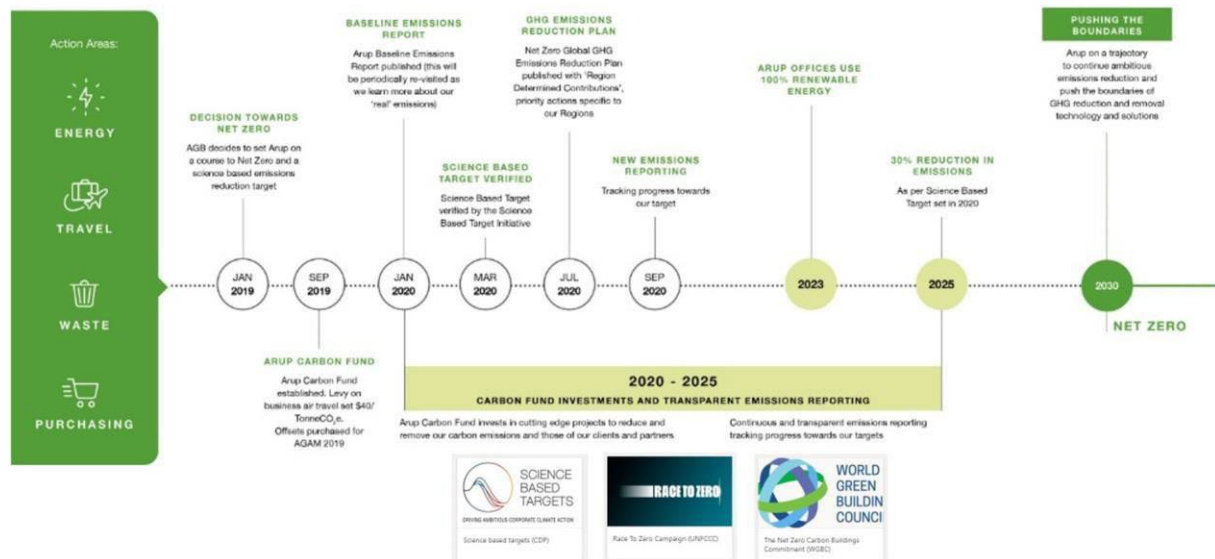 Action Areas:
ENERGY
TRAVEL
WASTE
PURCHASING
DECISION TOWARDS
NET ZERO
AGB decides to set Arup on
a course to Net Zero and a
science based emissions
reduction target
JAN
2019
SEP
2019
ARUP CARBON FUND
Arup Carbon Fund
established. Levy on
business air travel set $40/
TonneCO₂e.
Offsets purchased for
AGAM 2019
BASELINE EMISSIONS
REPORT
Arup Baseline Emissions
Report published (this will
be periodically re-visited as
we learn more about our
'real' emissions)
JAN
2020
SCIENCE BASED
TARGET VERIFIED
Science Based Target
verified by the Science
Based Target Initiative
MAR
2020
GHG EMISSIONS
REDUCTION PLAN
Net Zero Global GHG
Emissions Reduction Plan
published with 'Region
Determined Contributions',
priority actions specific to
our Regions
JUL
2020
NEW EMISSIONS
REPORTING
Tracking progress towards
our target
SEP
2020
ARUP OFFICES USE
100% RENEWABLE
ENERGY
2023
30% REDUCTION IN
EMISSIONS
As per Science Based
Target set in 2020
2025
PUSHING THE
BOUNDARIES
Arup on a trajectory
to continue ambitious
emissions reduction and
push the boundaries of
GHG reduction and removal
technology and solutions
2030
NET ZERO
2020 - 2025
CARBON FUND INVESTMENTS AND TRANSPARENT EMISSIONS REPORTING
Arup Carbon Fund invests in cutting edge projects to reduce and
remove our carbon emissions and those of our clients and partners
Continuous and transparent emissions reporting
tracking progress towards our targets
SCIENCE
BASED
TARGETS
DRIVING AMBITIOUS CORPORATE CLIMATE ACTION
Science based targets (CDP)
RACE TO ZERO
Race To Zero Campaign (UNFCCC)
WORLD
GREEN
BUILDIN
COUNCI
The Net Zero Carbon Buildings
Commitment (WGBC)